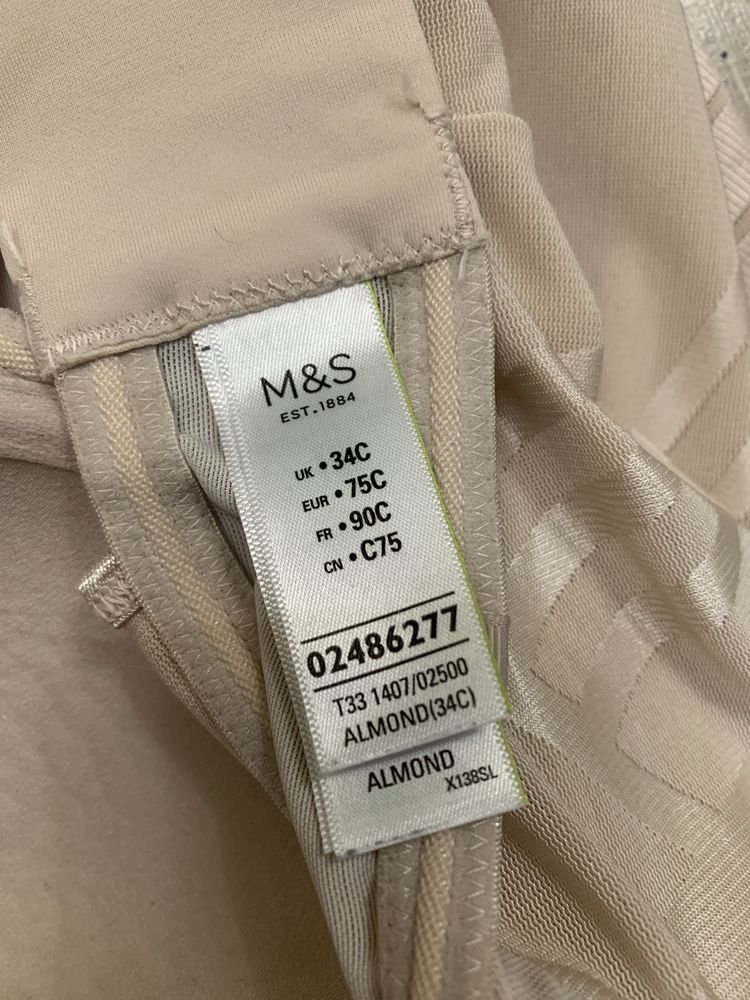 M&S
EST.1884
UK • 34C
EUR • 75C
FR • 90C
CN • C75
02486277
T33 1407/02500
ALMOND(34C)
ALMOND
X138SL